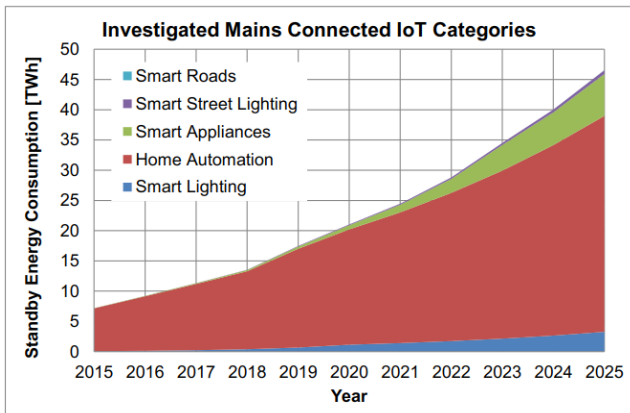 Investigated Mains Connected IoT Categories
Standby Energy Consumption [TWh]
50
45
40
35
30
25
20
15
10
5
0
Smart Roads
Smart Street Lighting
Smart Appliances
Home Automation
Smart Lighting
2015 2016 2017 2018 2019 2020 2021 2022 2023 2024 2025
Year